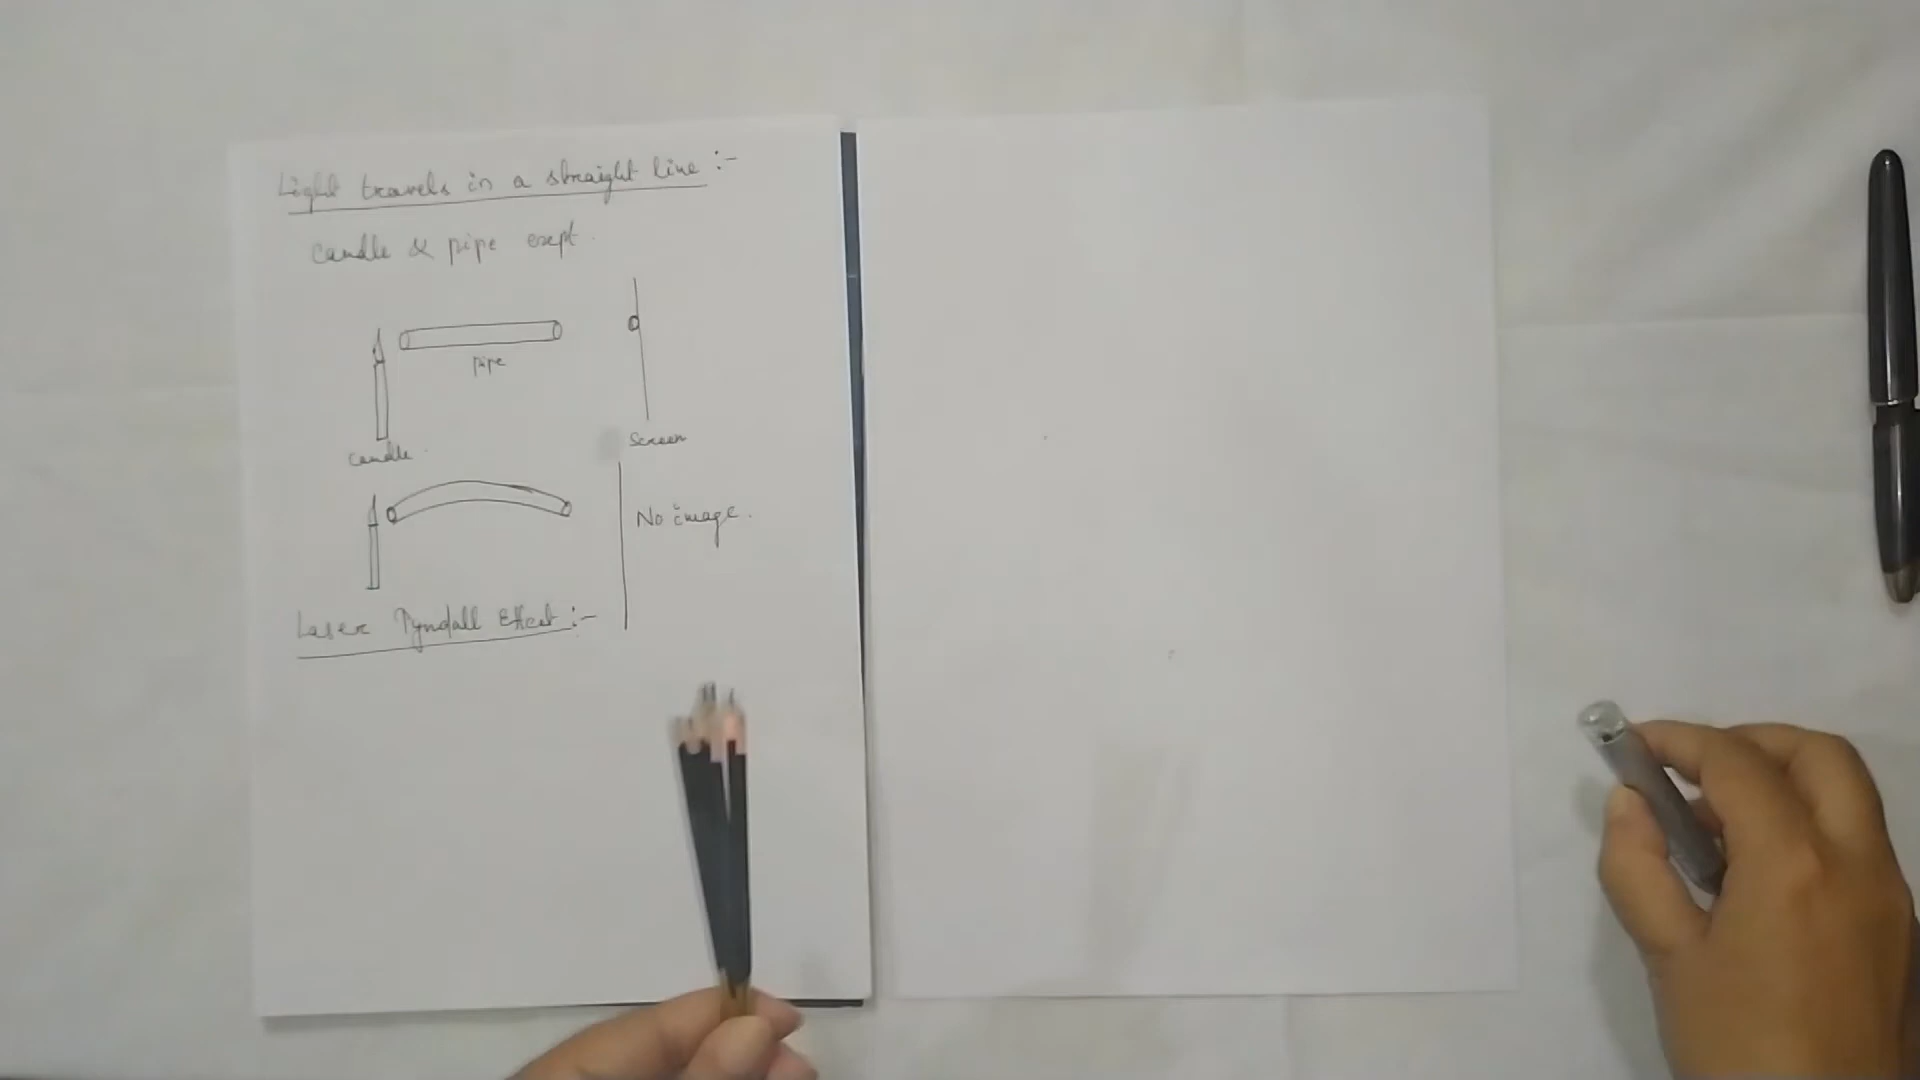 Light travels in a straight line :-
Candle & pipe exept.
pipe
Screen
Candle.
No image.
Laser Tyndall Effect :-